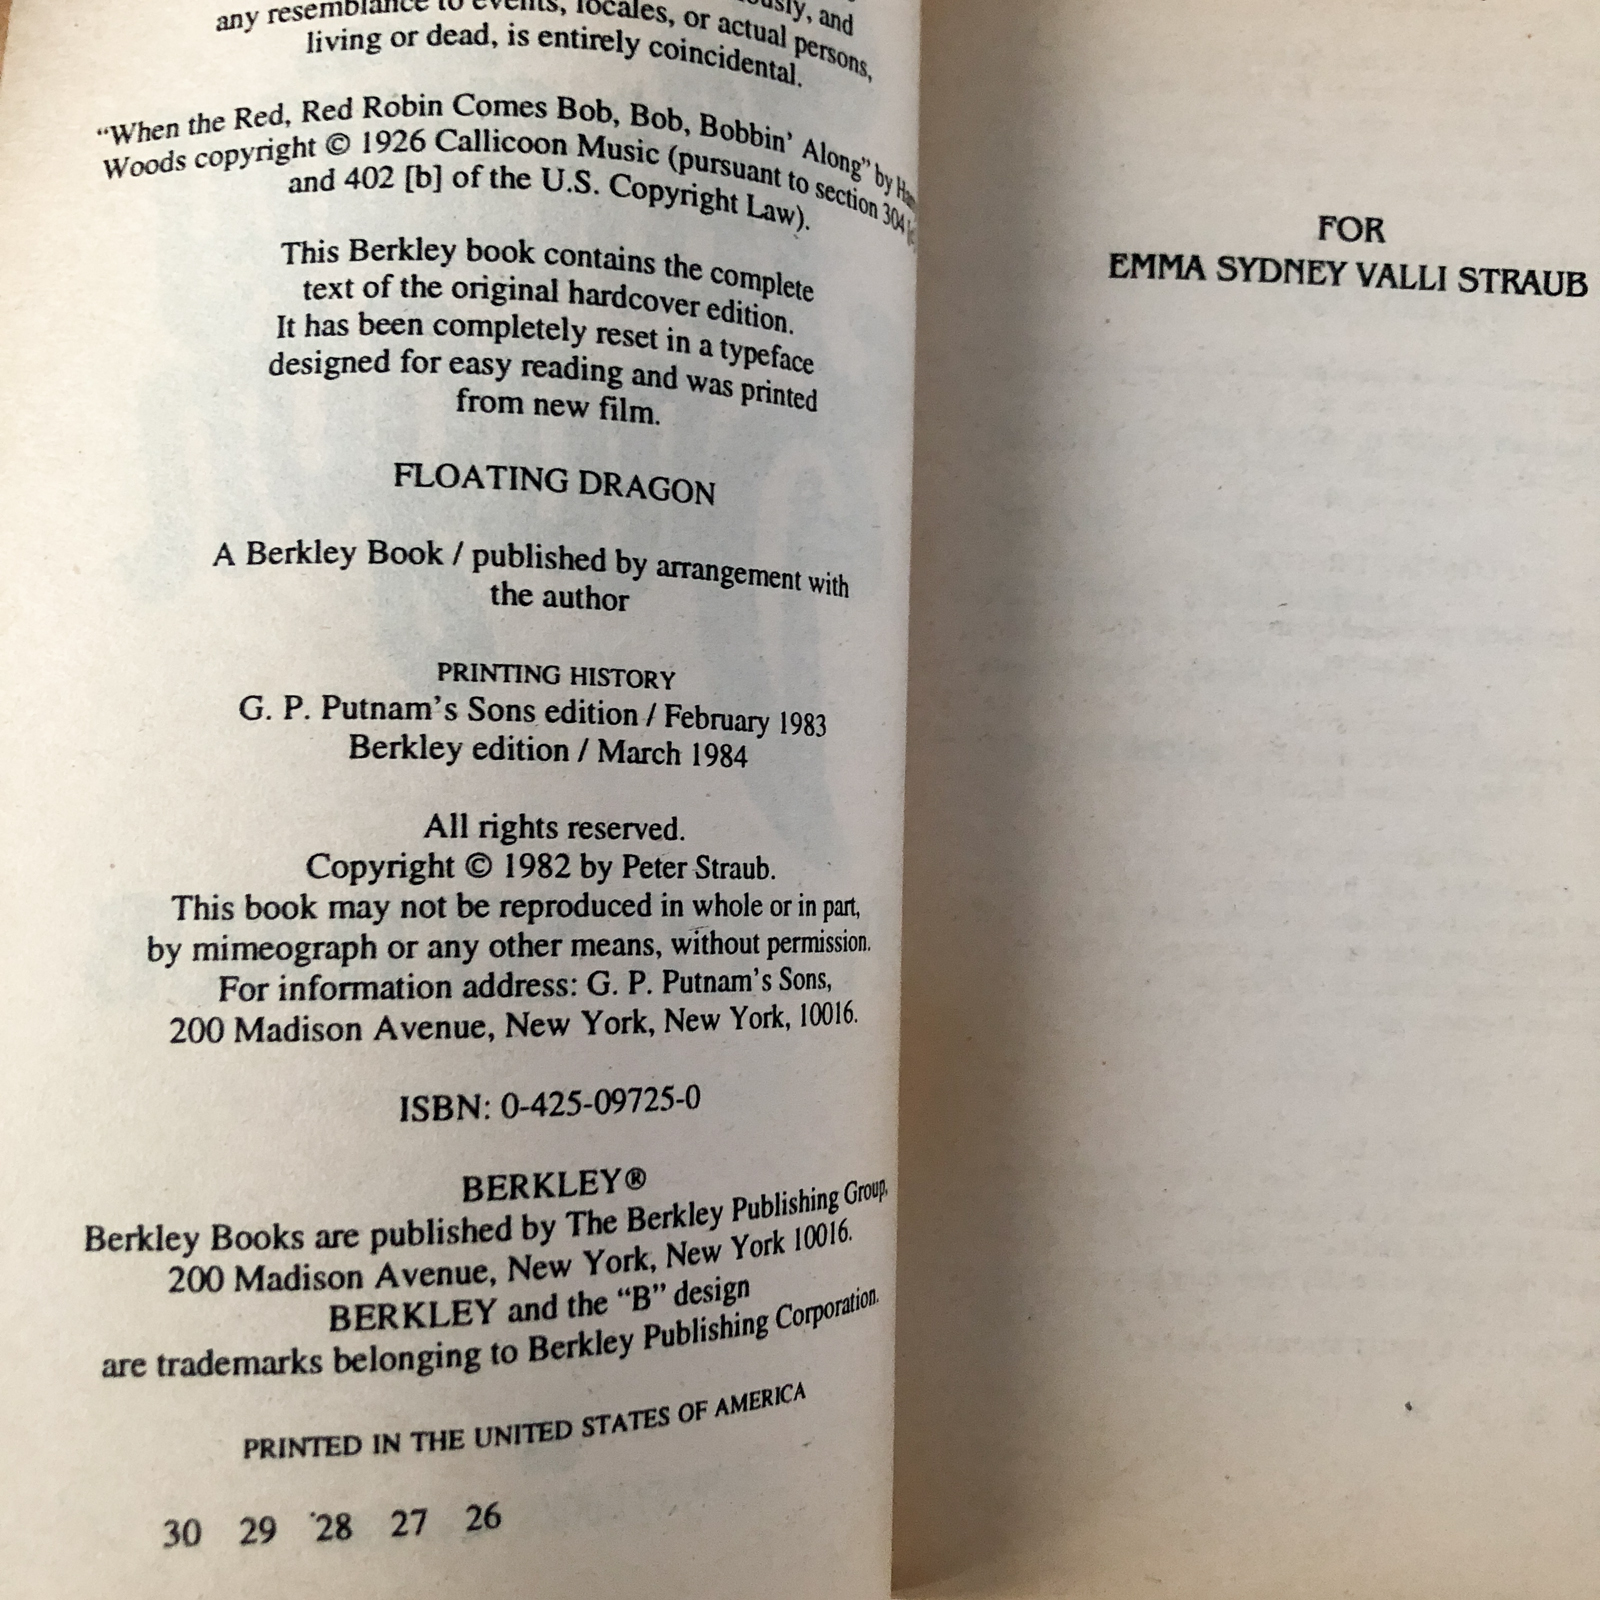 any resemblance to events, locales, or actual persons,
living or dead, is entirely coincidental.
"When the Red, Red Robin Comes Bob, Bob, Bobbin' Along" by
Woods copyright © 1926 Callicoon Music (pursuant to section 304
and 402 [b] of the U.S. Copyright Law).
This Berkley book contains the complete
text of the original hardcover edition.
It has been completely reset in a typeface
designed for easy reading and was printed
from new film.
FLOATING DRAGON
A Berkley Book / published by arrangement with
the author
PRINTING HISTORY
G. P. Putnam's Sons edition / February 1983
Berkley edition / March 1984
All rights reserved.
Copyright © 1982 by Peter Straub.
This book may not be reproduced in whole or in part,
by mimeograph or any other means, without permission.
For information address: G. P. Putnam's Sons,
200 Madison Avenue, New York, New York, 10016.
ISBN: 0-425-09725-0
BERKLEY®
Berkley Books are published by The Berkley Publishing Group,
200 Madison Avenue, New York, New York 10016.
BERKLEY and the "B" design
are trademarks belonging to Berkley Publishing Corporation.
PRINTED IN THE UNITED STATES OF AMERICA
30 29 28 27 26
FOR
EMMA SYDNEY VALLI STRAUB